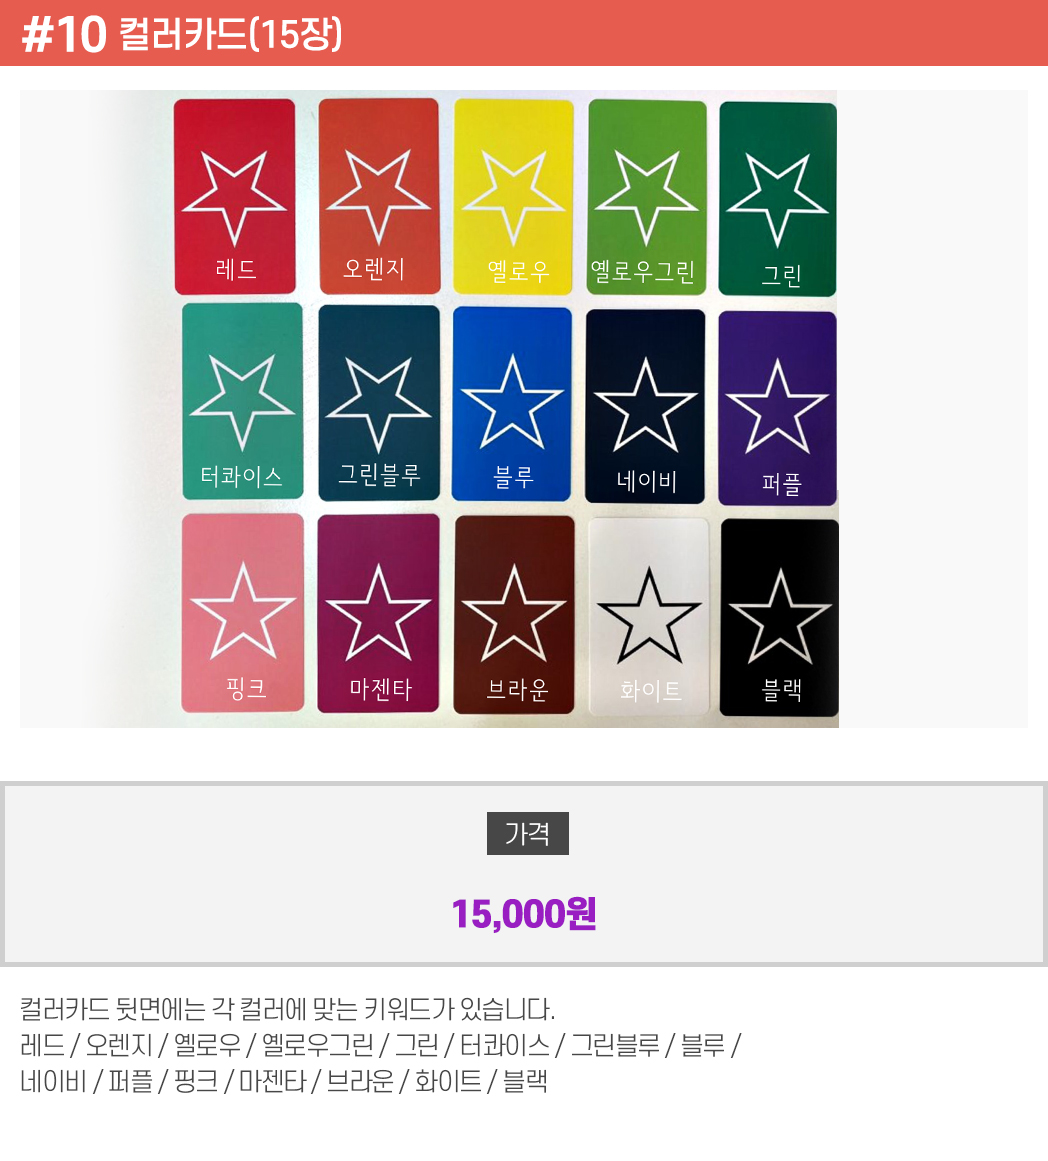 #10 컬러카드(15장)
레드 오렌지 옐로우 옐로우그린 그린
터콰이스 그린블루 블루 네이비 퍼플
핑크 마젠타 브라운 화이트 블랙
가격
15,000원
컬러카드 뒷면에는 각 컬러에 맞는 키워드가 있습니다.
레드 / 오렌지 / 옐로우 / 옐로우그린 / 그린 / 터콰이스 / 그린블루 / 블루 /
네이비 / 퍼플 / 핑크 / 마젠타 / 브라운 / 화이트 / 블랙